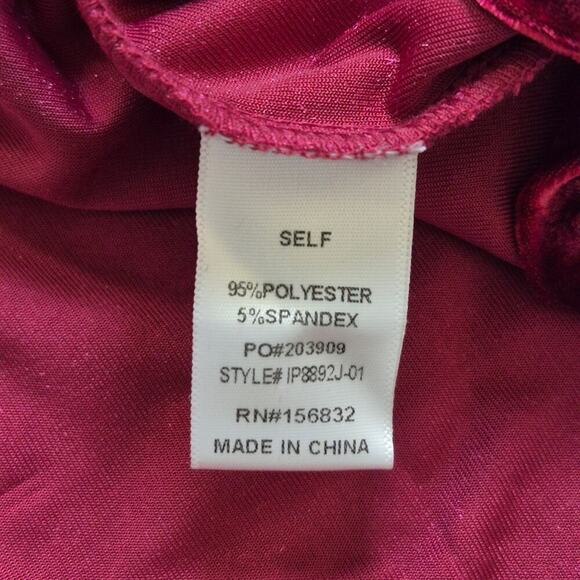 SELF
95%POLYESTER
5%SPANDEX
PO#203909
STYLE# IP8892J-01
RN#156832
MADE IN CHINA